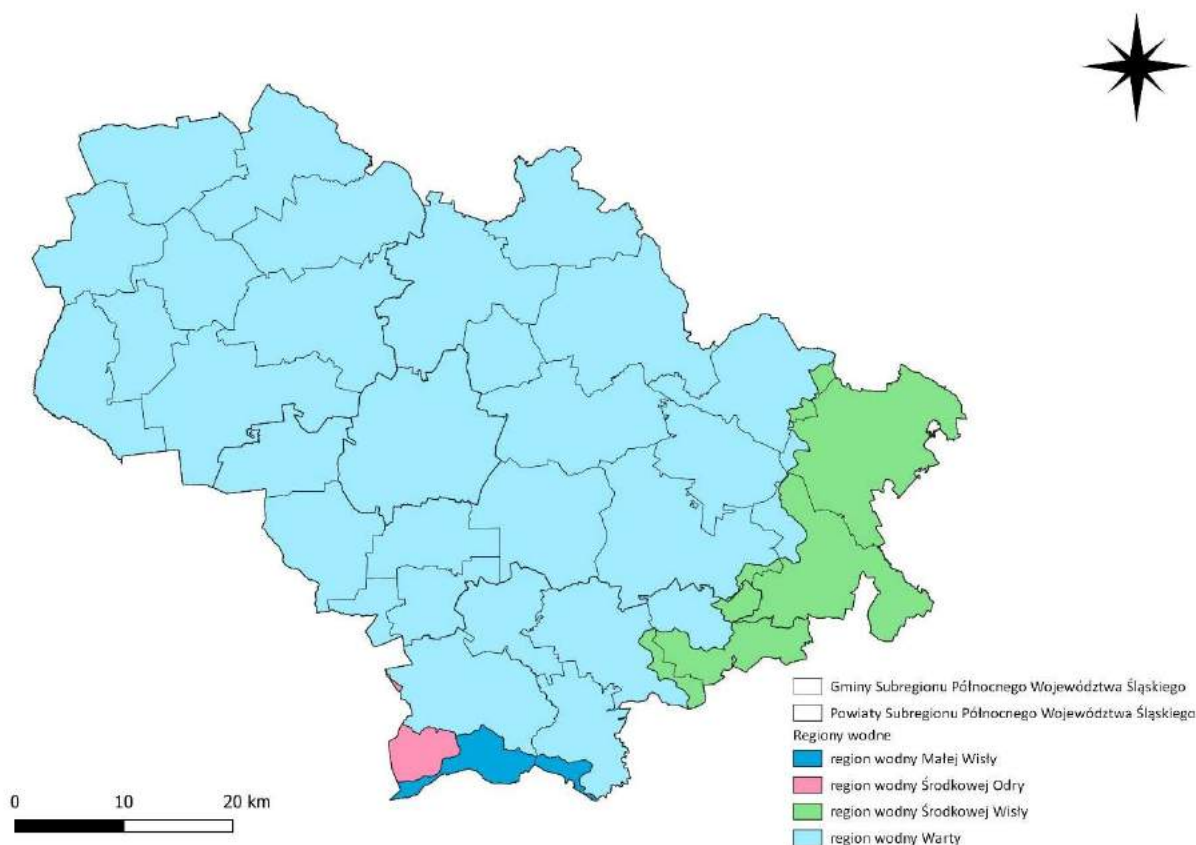 Gminy Subregionu Północnego Województwa Śląskiego
Powiaty Subregionu Północnego Województwa Śląskiego
Regiony wodne
region wodny Małej Wisły
region wodny Środkowej Odry
region wodny Środkowej Wisły
region wodny Warty
0 10 20 km